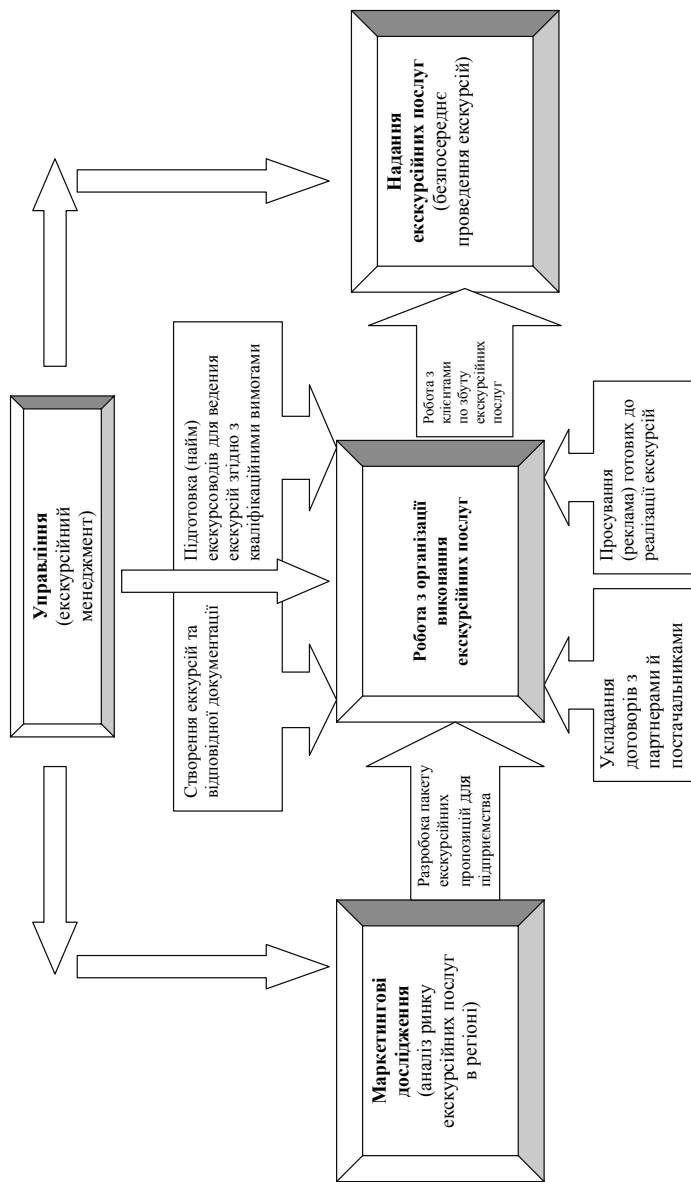 Управління
(екскурсійний
менеджмент)
Створення еккурсій та
відповідної документації
Підготовка (найм)
екскурсоводів для ведення
екскурсій згідно з
кваліфікаційними вимогами
Маркетингові
дослідження
(аналіз ринку
екскурсійних послуг
в регіоні)
Разробока пакету
екскурсійних
пропозицій для
підприємства
Робота з організації
виконання
екскурсійних послуг
Робота з
клієнтами
по збуту
екскурсійних
послуг
Надання
екскурсійних послуг
(безпосереднє
проведення екскурсій)
Укладання
договорів з
партнерами й
постачальниками
Просування
(реклама) готових до
реалізації екскурсій